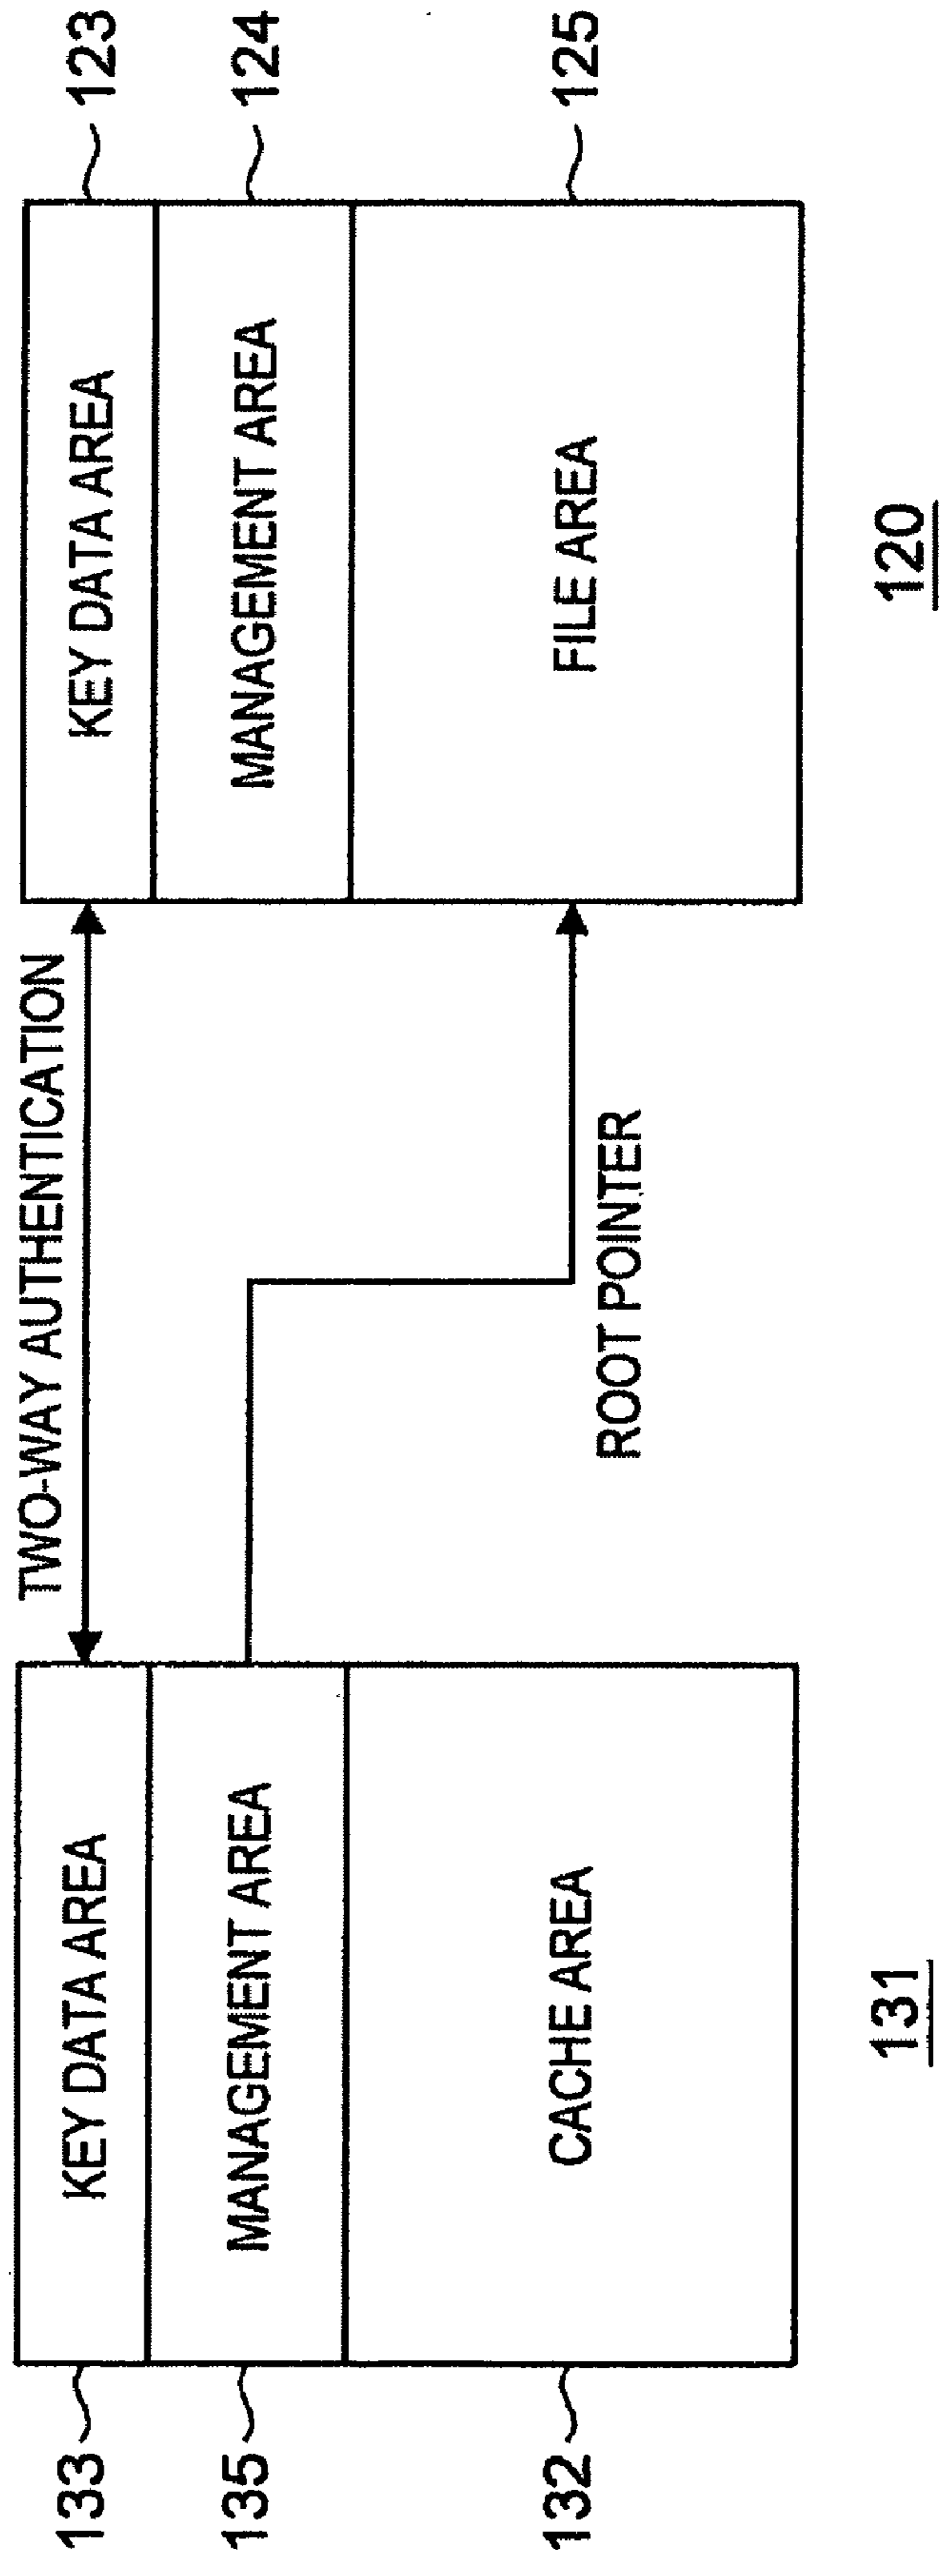 TWO-WAY AUTHENTICATION
133
KEY DATA AREA
KEY DATA AREA
123
135
MANAGEMENT AREA
MANAGEMENT AREA
124
132
CACHE AREA
ROOT POINTER
FILE AREA
125
131
120